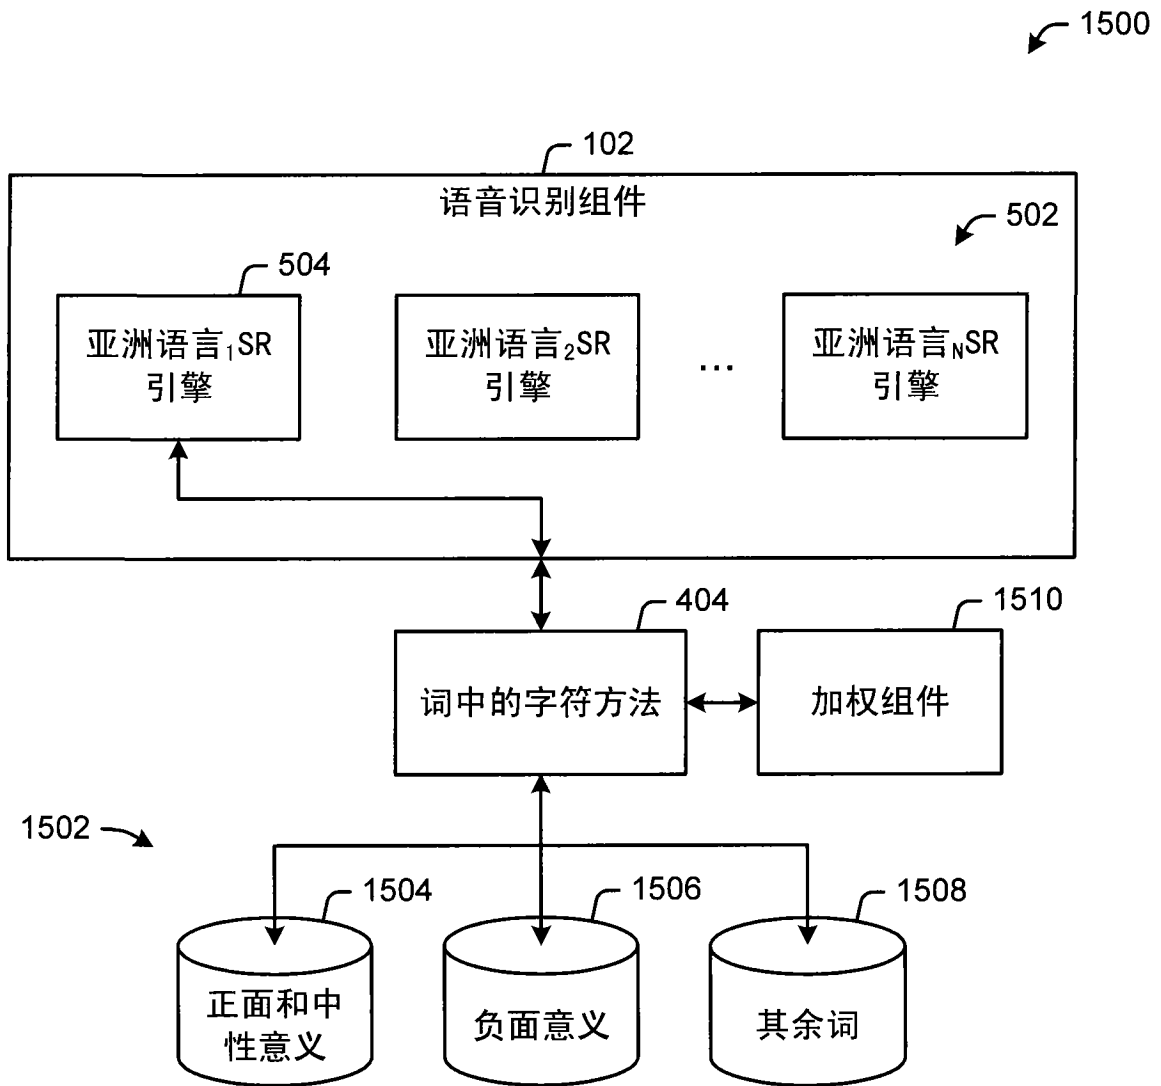 1500
102
语音识别组件
502
504
亚洲语言₁SR
引擎
亚洲语言₂SR
引擎
...
亚洲语言ₙSR
引擎
404
1510
词中的字符方法
加权组件
1502
1504
1506
1508
正面和中
性意义
负面意义
其余词